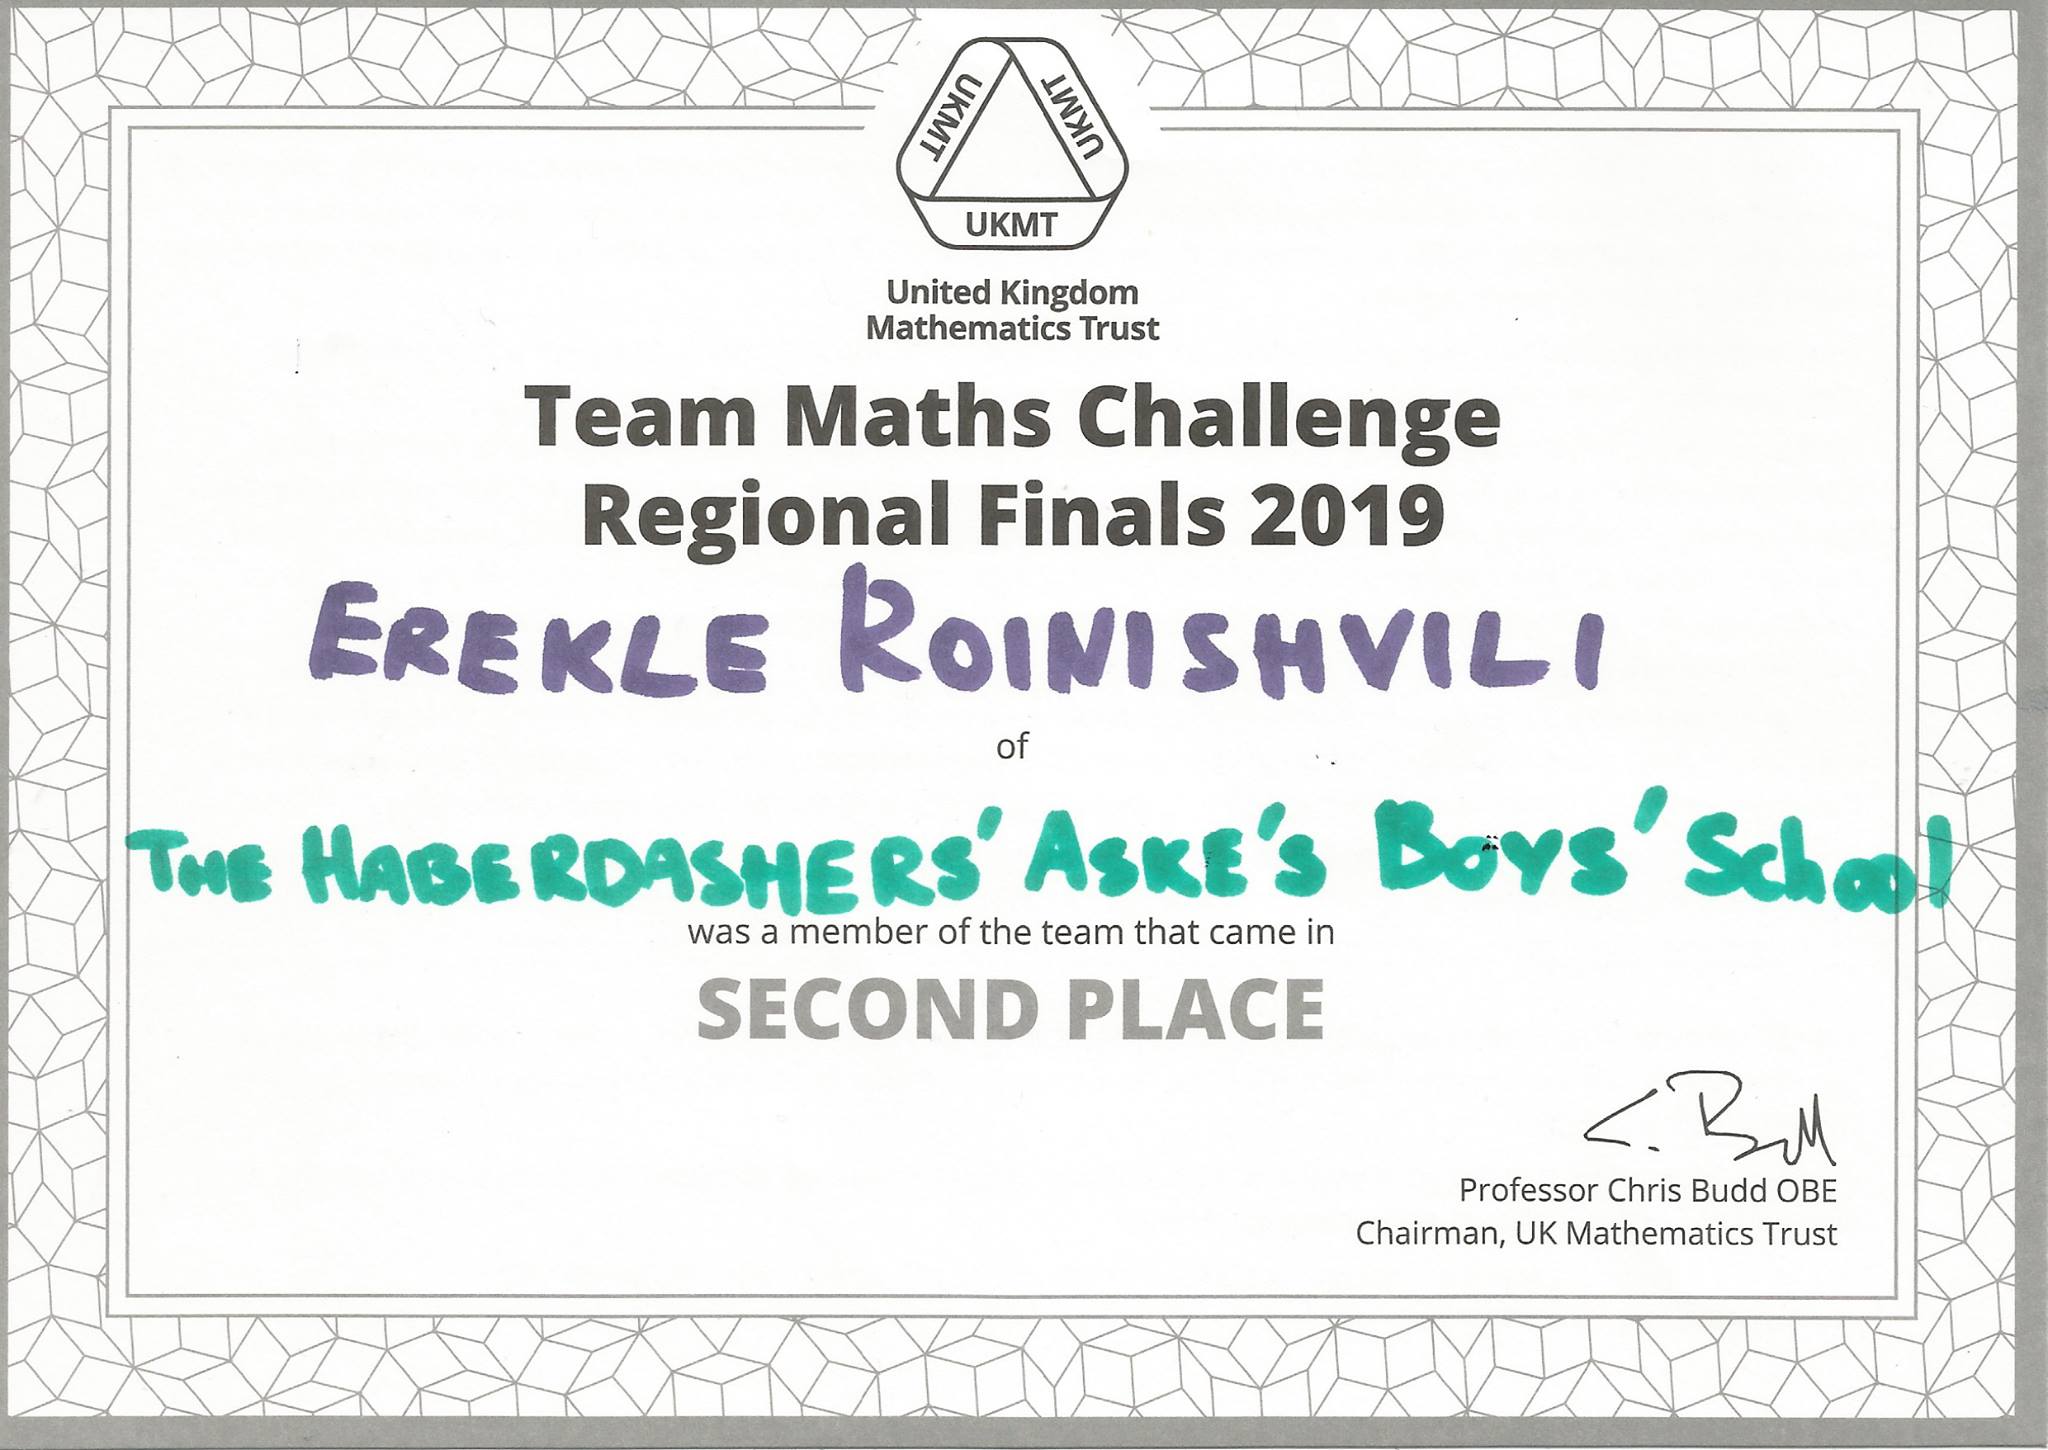 UKMT
UKMT
UKMT
United Kingdom
Mathematics Trust
Team Maths Challenge
Regional Finals 2019
EREKLE ROINISHVILI
of
THE HABERDASHERS' ASKE'S BOYS' School
was a member of the team that came in
SECOND PLACE
C. Budd
Professor Chris Budd OBE
Chairman, UK Mathematics Trust